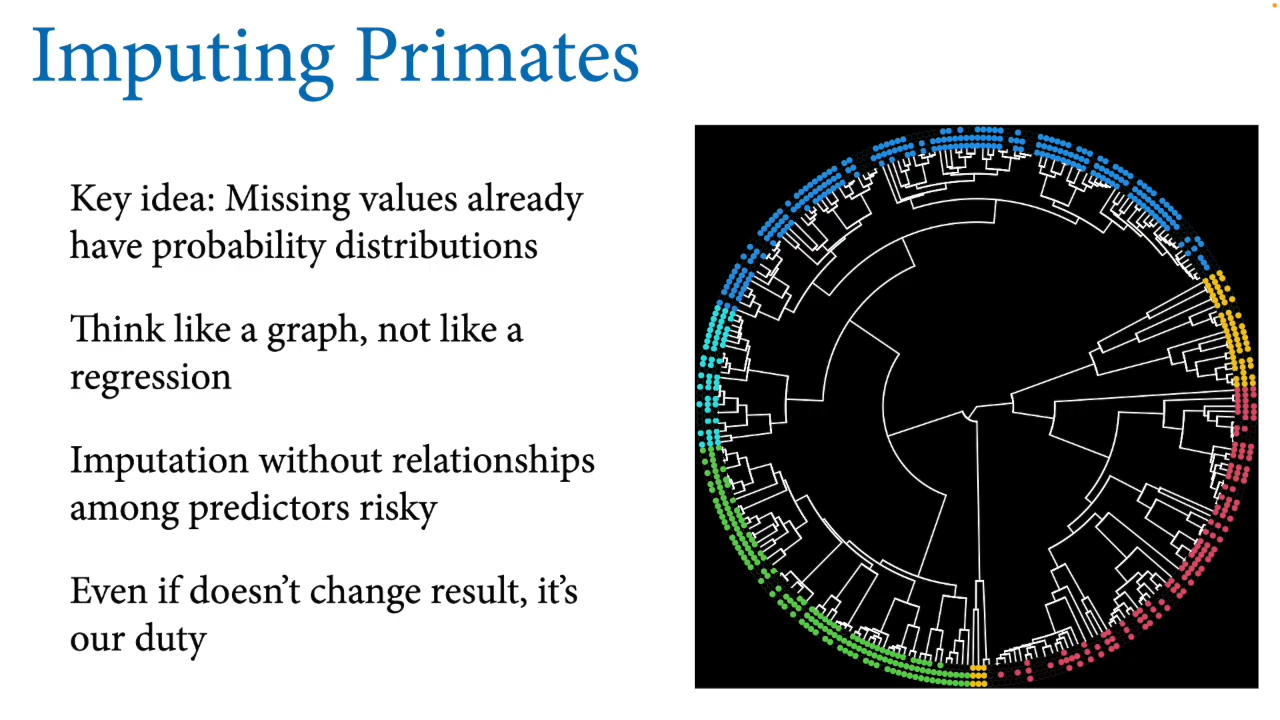 Imputing Primates
Key idea: Missing values already
have probability distributions
Think like a graph, not like a
regression
Imputation without relationships
among predictors risky
Even if doesn’t change result, it’s
our duty